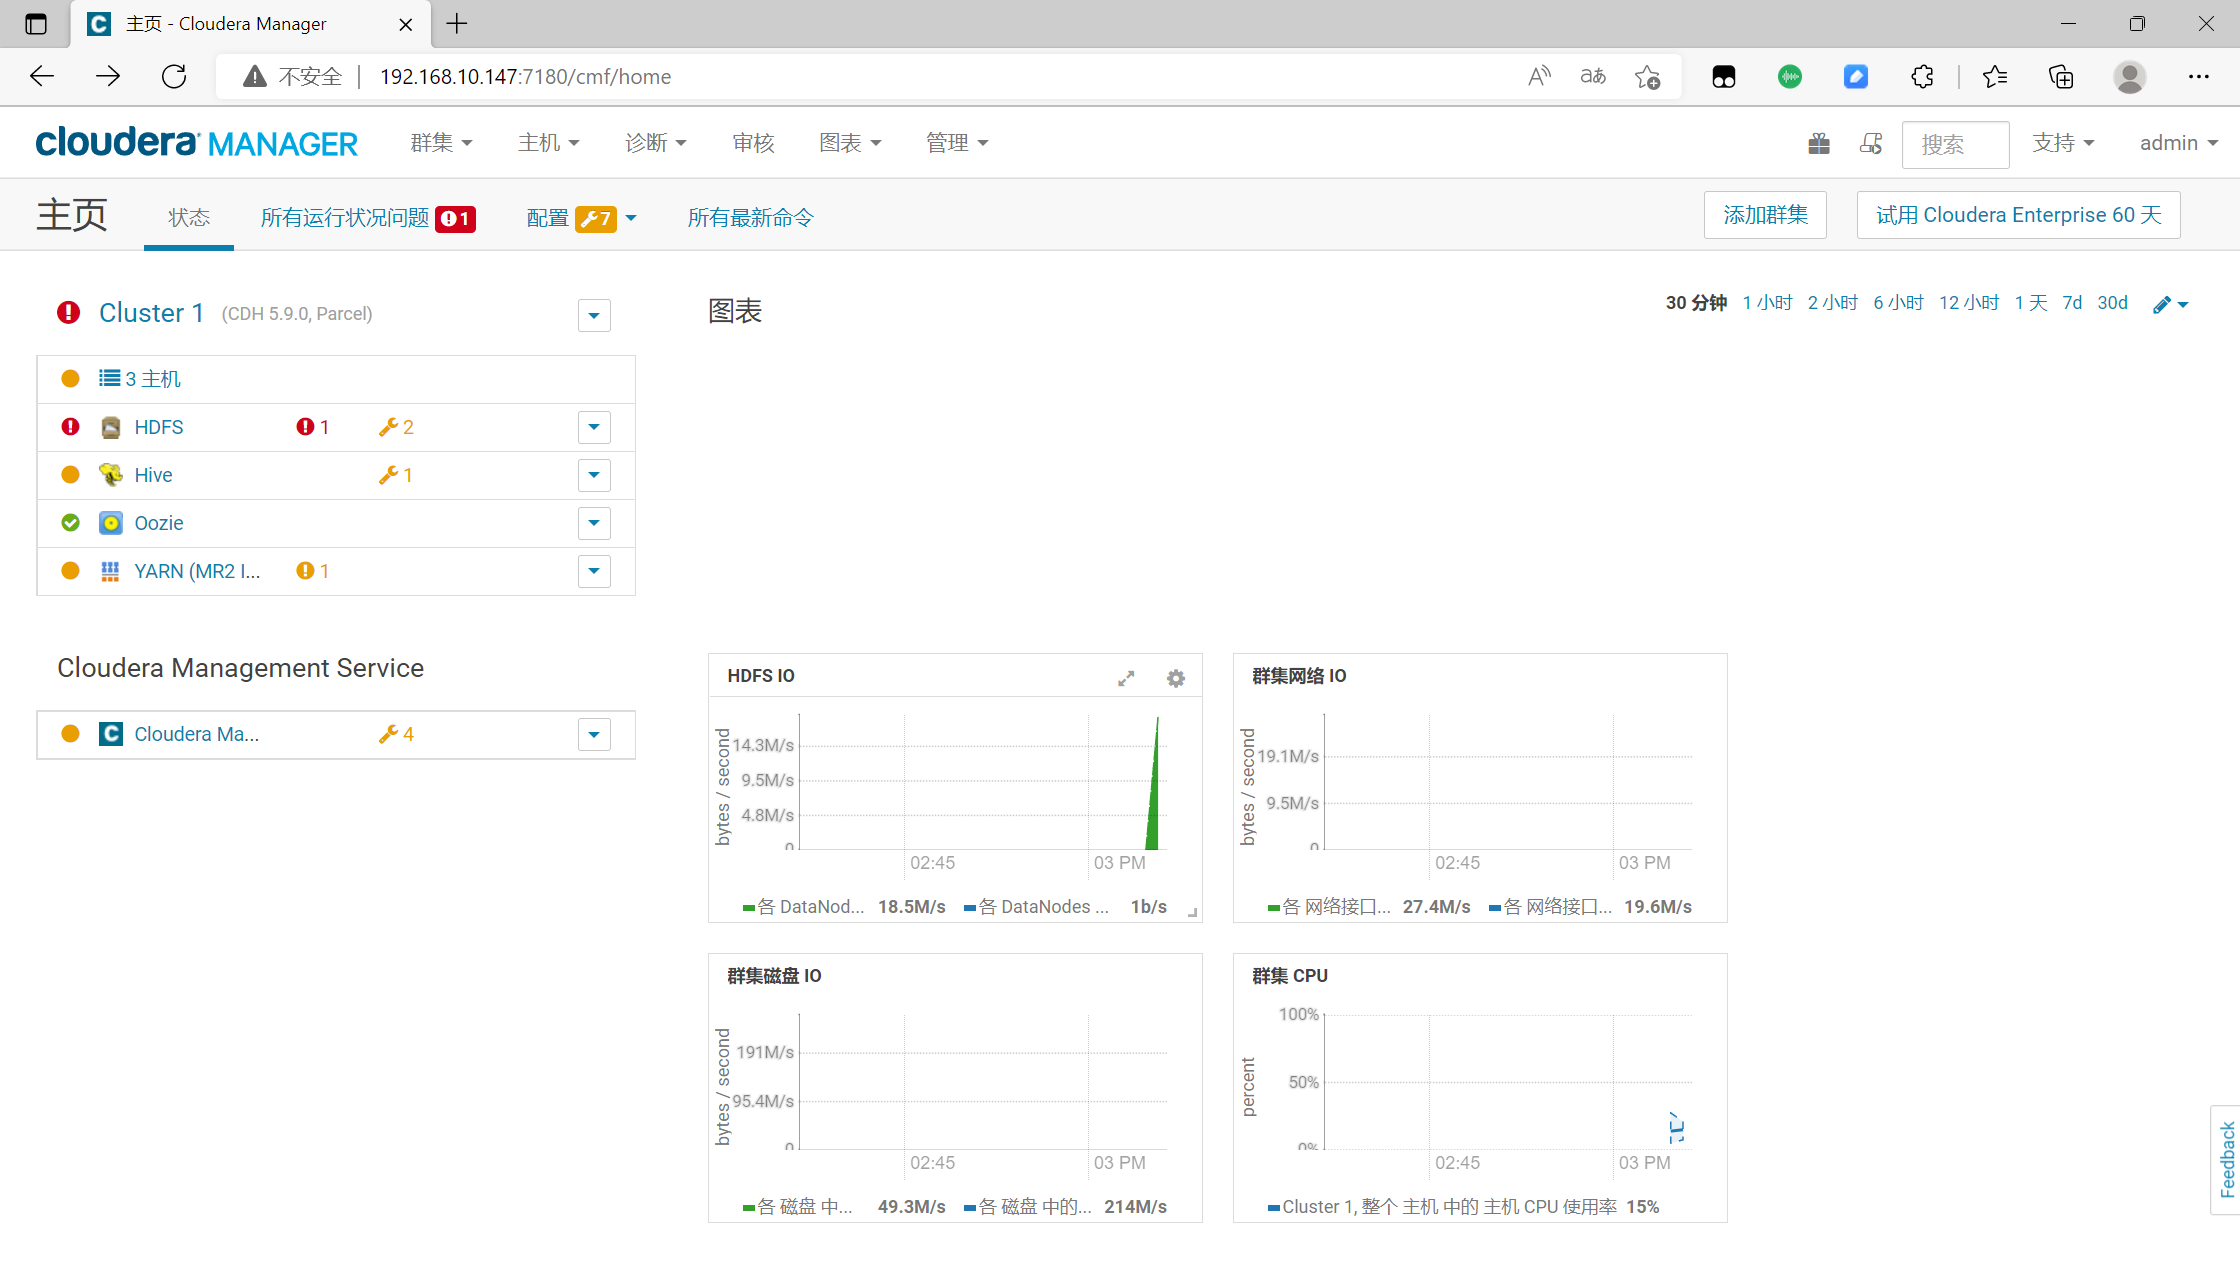 主页 - Cloudera Manager
不安全 192.168.10.147:7180/cmf/home
cloudera MANAGER 群集 主机 诊断 审核 图表 管理 搜索 支持 admin
主页 状态 所有运行状况问题 1 配置 7 所有最新命令 添加群集 试用 Cloudera Enterprise 60 天
Cluster 1 (CDH 5.9.0, Parcel)
3 主机
HDFS 1 2
Hive 1
Oozie
YARN (MR2 I... 1
Cloudera Management Service
Cloudera Ma... 4
图表 30 分钟 1 小时 2 小时 6 小时 12 小时 1 天 7d 30d
HDFS IO
bytes / second
14.3M/s
9.5M/s
4.8M/s
0
02:45 03 PM
各 DataNod... 18.5M/s 各 DataNodes ... 1b/s
群集网络 IO
bytes / second
19.1M/s
9.5M/s
0
02:45 03 PM
各 网络接口... 27.4M/s 各 网络接口... 19.6M/s
群集磁盘 IO
bytes / second
191M/s
95.4M/s
0
02:45 03 PM
各 磁盘 中... 49.3M/s 各 磁盘 中的... 214M/s
群集 CPU
percent
100%
50%
0%
02:45 03 PM
Cluster 1, 整个 主机 中的 主机 CPU 使用率 15%
Feedback